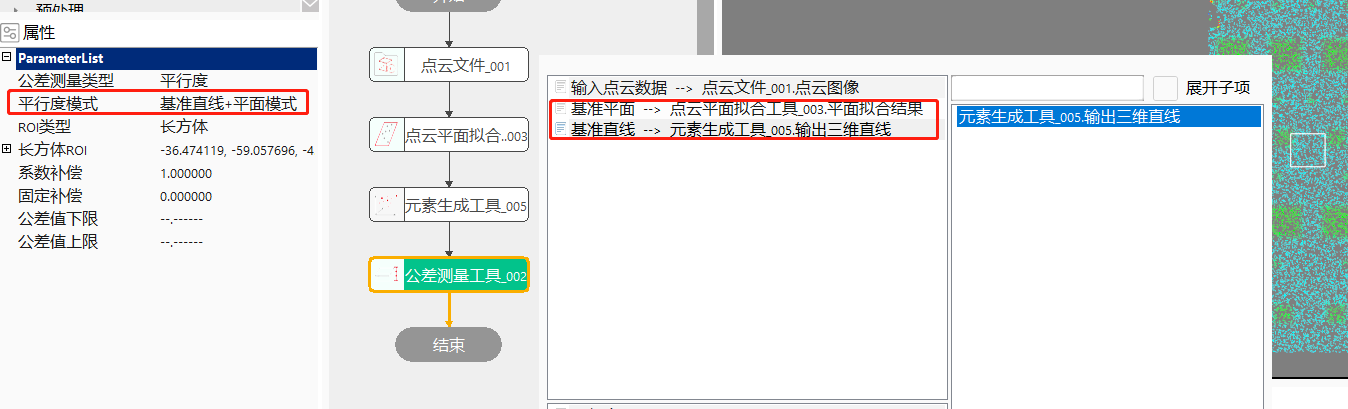 预处理
属性
ParameterList
公差测量类型 平行度
平行度模式 基准直线+平面模式
ROI类型 长方体
长方体ROI -36.474119, -59.057696, -4
系数补偿 1.000000
固定补偿 0.000000
公差值下限 --.------
公差值上限 --.------
点云文件_001
点云平面拟合..003
元素生成工具_005
公差测量工具_002
结束
输入点云数据 --> 点云文件_001.点云图像
基准平面 --> 点云平面拟合工具_003.平面拟合结果
基准直线 --> 元素生成工具_005.输出三维直线
展开子项
元素生成工具_005.输出三维直线